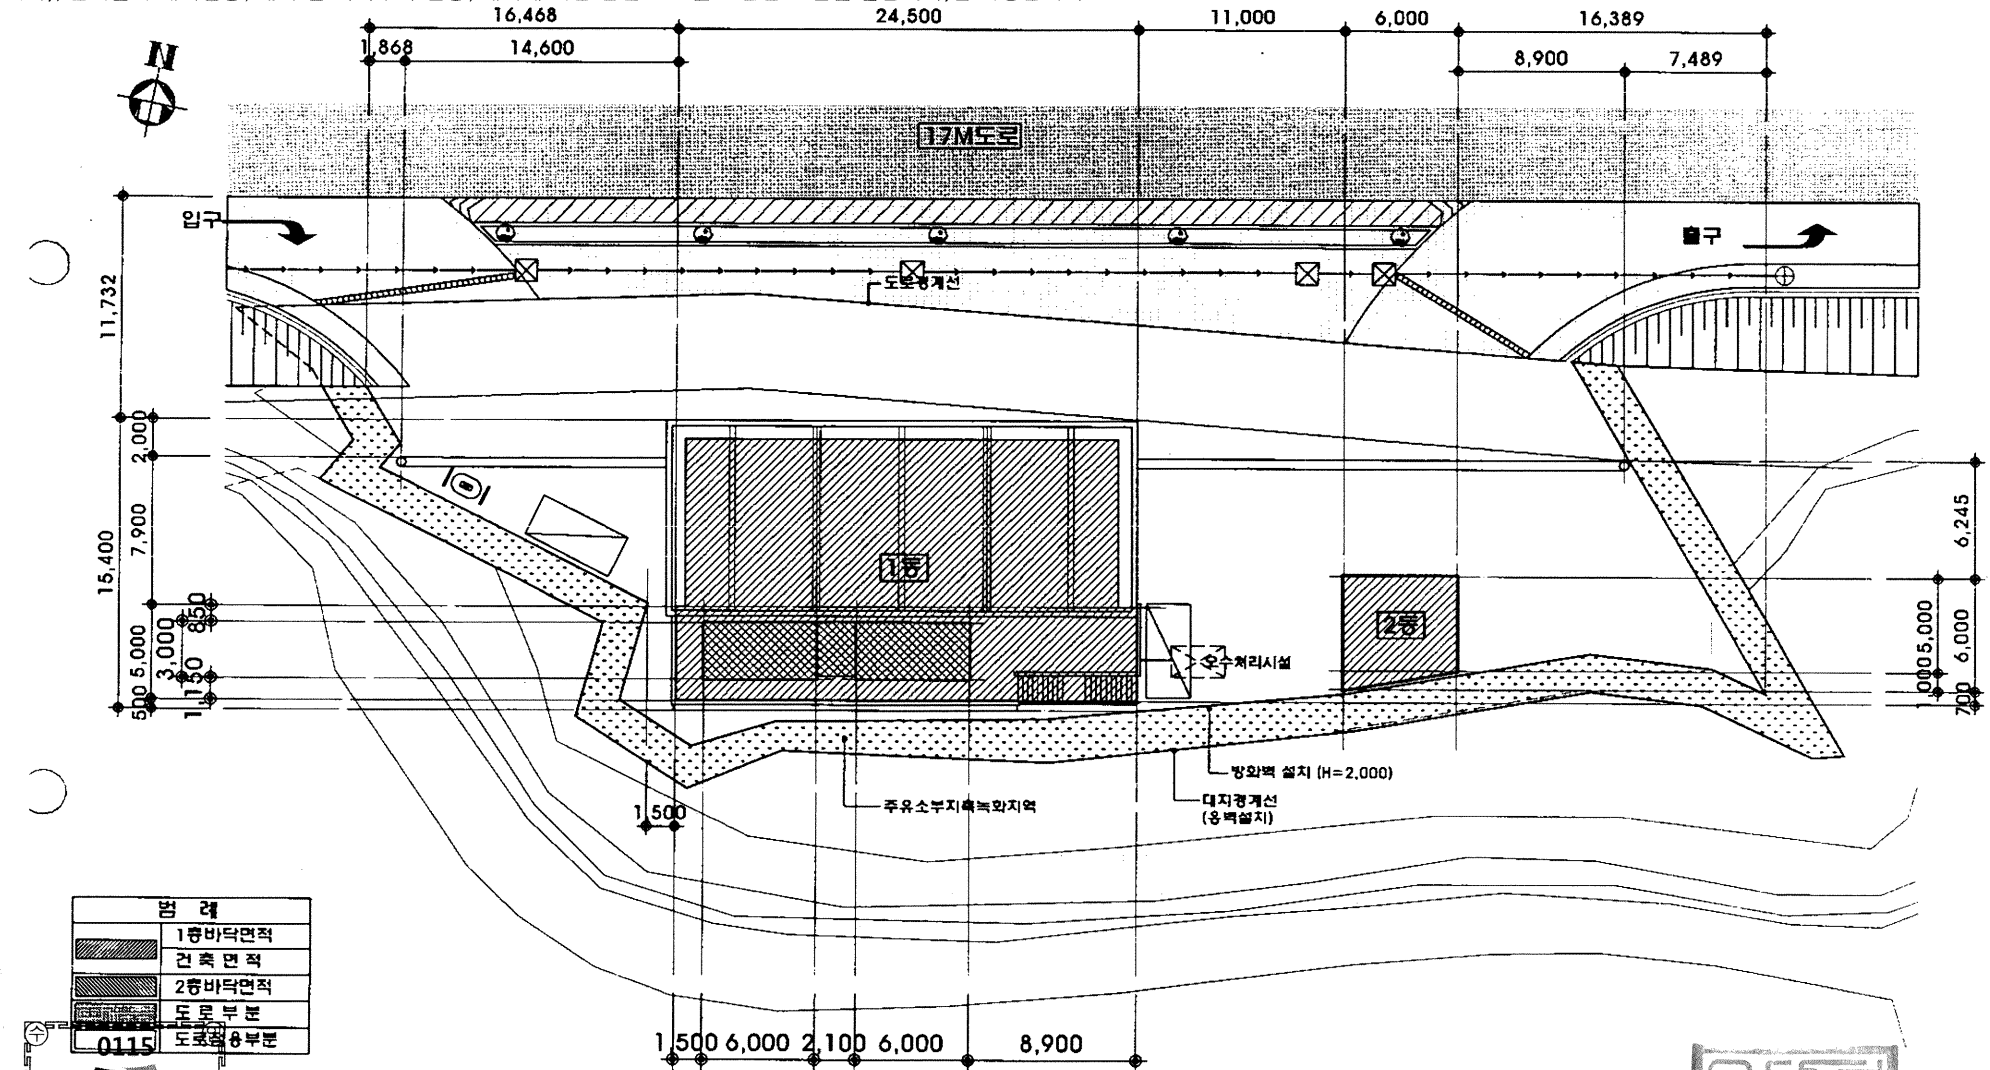 16,468
24,500
11,000
6,000
16,389
1,868
14,600
8,900
7,489
N
17M도로
입구
출구
도로경계선
11,732
2,000
7,900
15,400
850
5,000
3,000
1,150
500
1동
2동
오수처리시설
6,245
5,000
6,000
1,000
700
방화벽 설치 (H=2,000)
대지경계선
(옹벽설치)
주유소부지측녹화지역
1,500
범 례
1층바닥면적
건 축 면 적
2층바닥면적
도 로 부 분
도로점용부분
수
0115
1,500
6,000
2,100
6,000
8,900